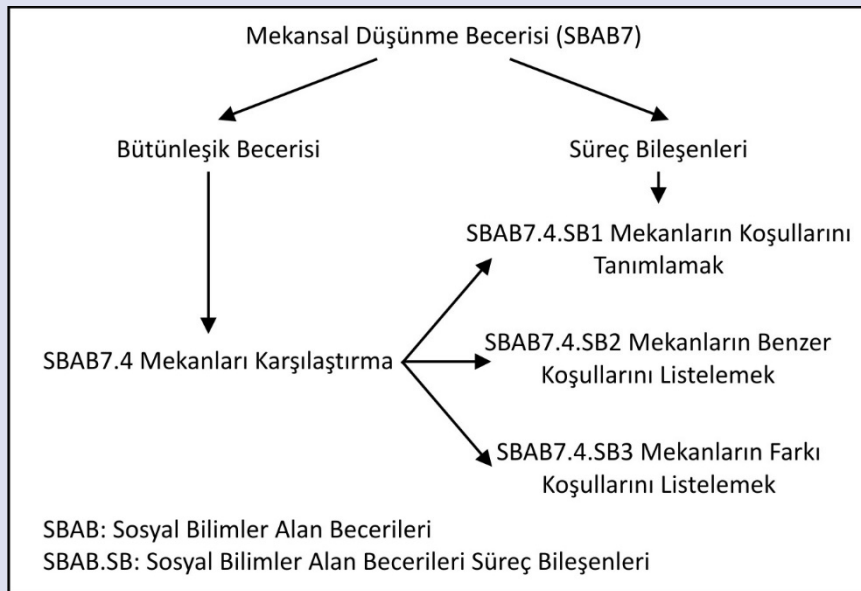 Mekansal Düşünme Becerisi (SBAB7)
Bütünleşik Becerisi
Süreç Bileşenleri
SBAB7.4 Mekanları Karşılaştırma
SBAB7.4.SB1 Mekanların Koşullarını
Tanımlamak
SBAB7.4.SB2 Mekanların Benzer
Koşullarını Listelemek
SBAB7.4.SB3 Mekanların Farkı
Koşullarını Listelemek
SBAB: Sosyal Bilimler Alan Becerileri
SBAB.SB: Sosyal Bilimler Alan Becerileri Süreç Bileşenleri